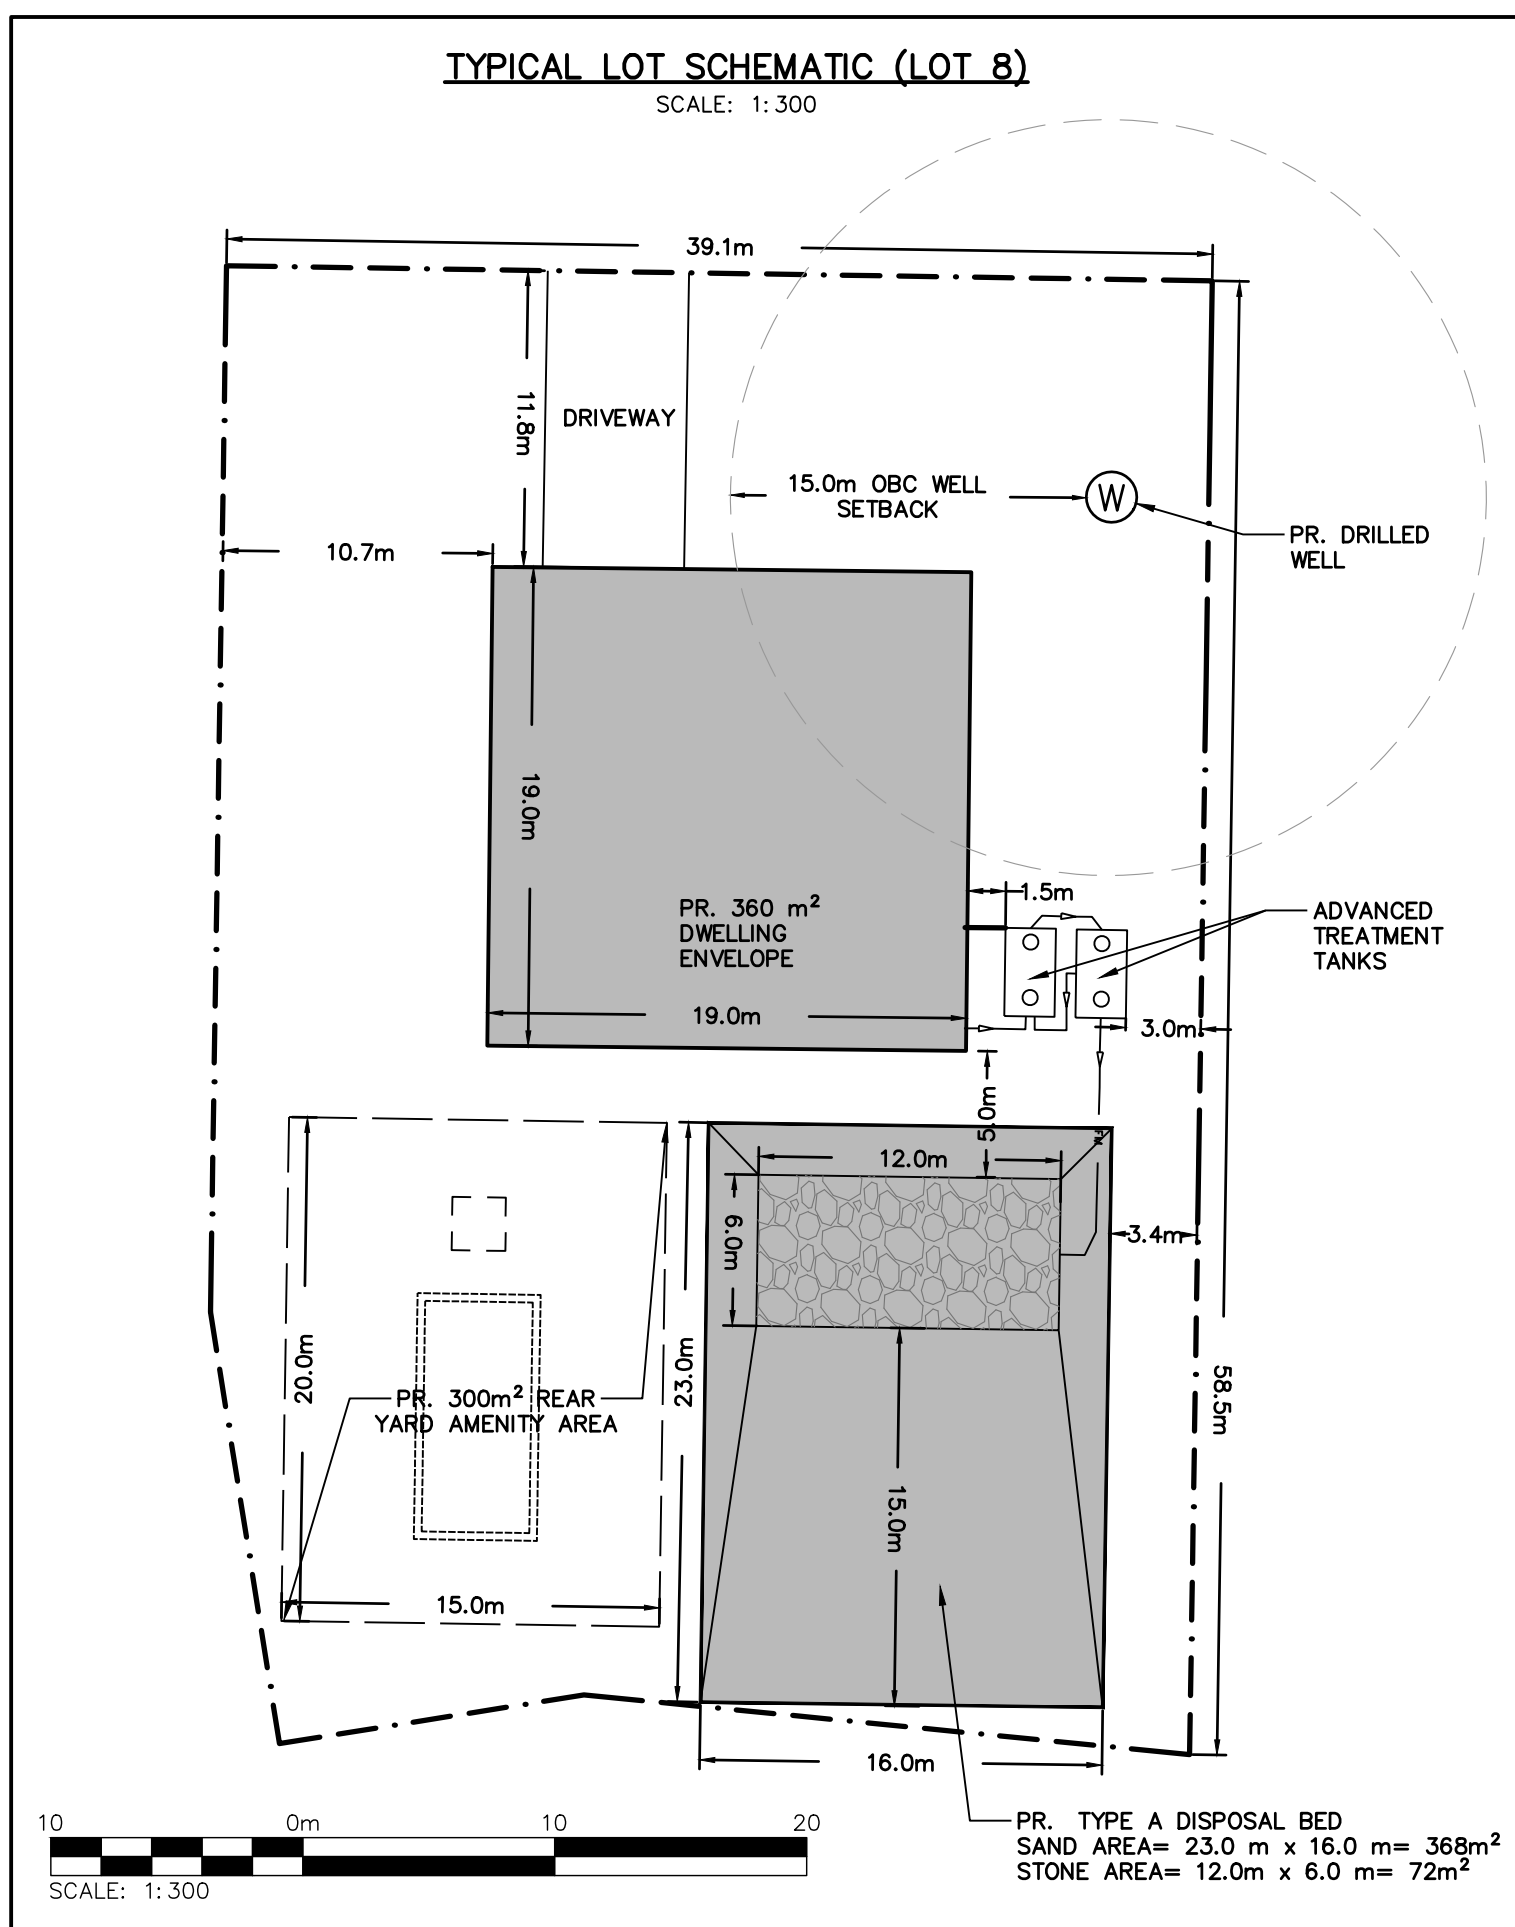 TYPICAL LOT SCHEMATIC (LOT 8)
SCALE: 1:300
39.1m
11.8m
DRIVEWAY
15.0m OBC WELL
SETBACK
W
PR. DRILLED
WELL
10.7m
19.0m
PR. 360 m²
DWELLING
ENVELOPE
1.5m
ADVANCED
TREATMENT
TANKS
19.0m
3.0m
5.0m
FM
12.0m
6.0m
3.4m
20.0m
23.0m
58.5m
PR. 300m² REAR
YARD AMENITY AREA
15.0m
15.0m
16.0m
PR. TYPE A DISPOSAL BED
SAND AREA= 23.0 m x 16.0 m= 368m²
STONE AREA= 12.0m x 6.0 m= 72m²
10 0m 10 20
SCALE: 1:300